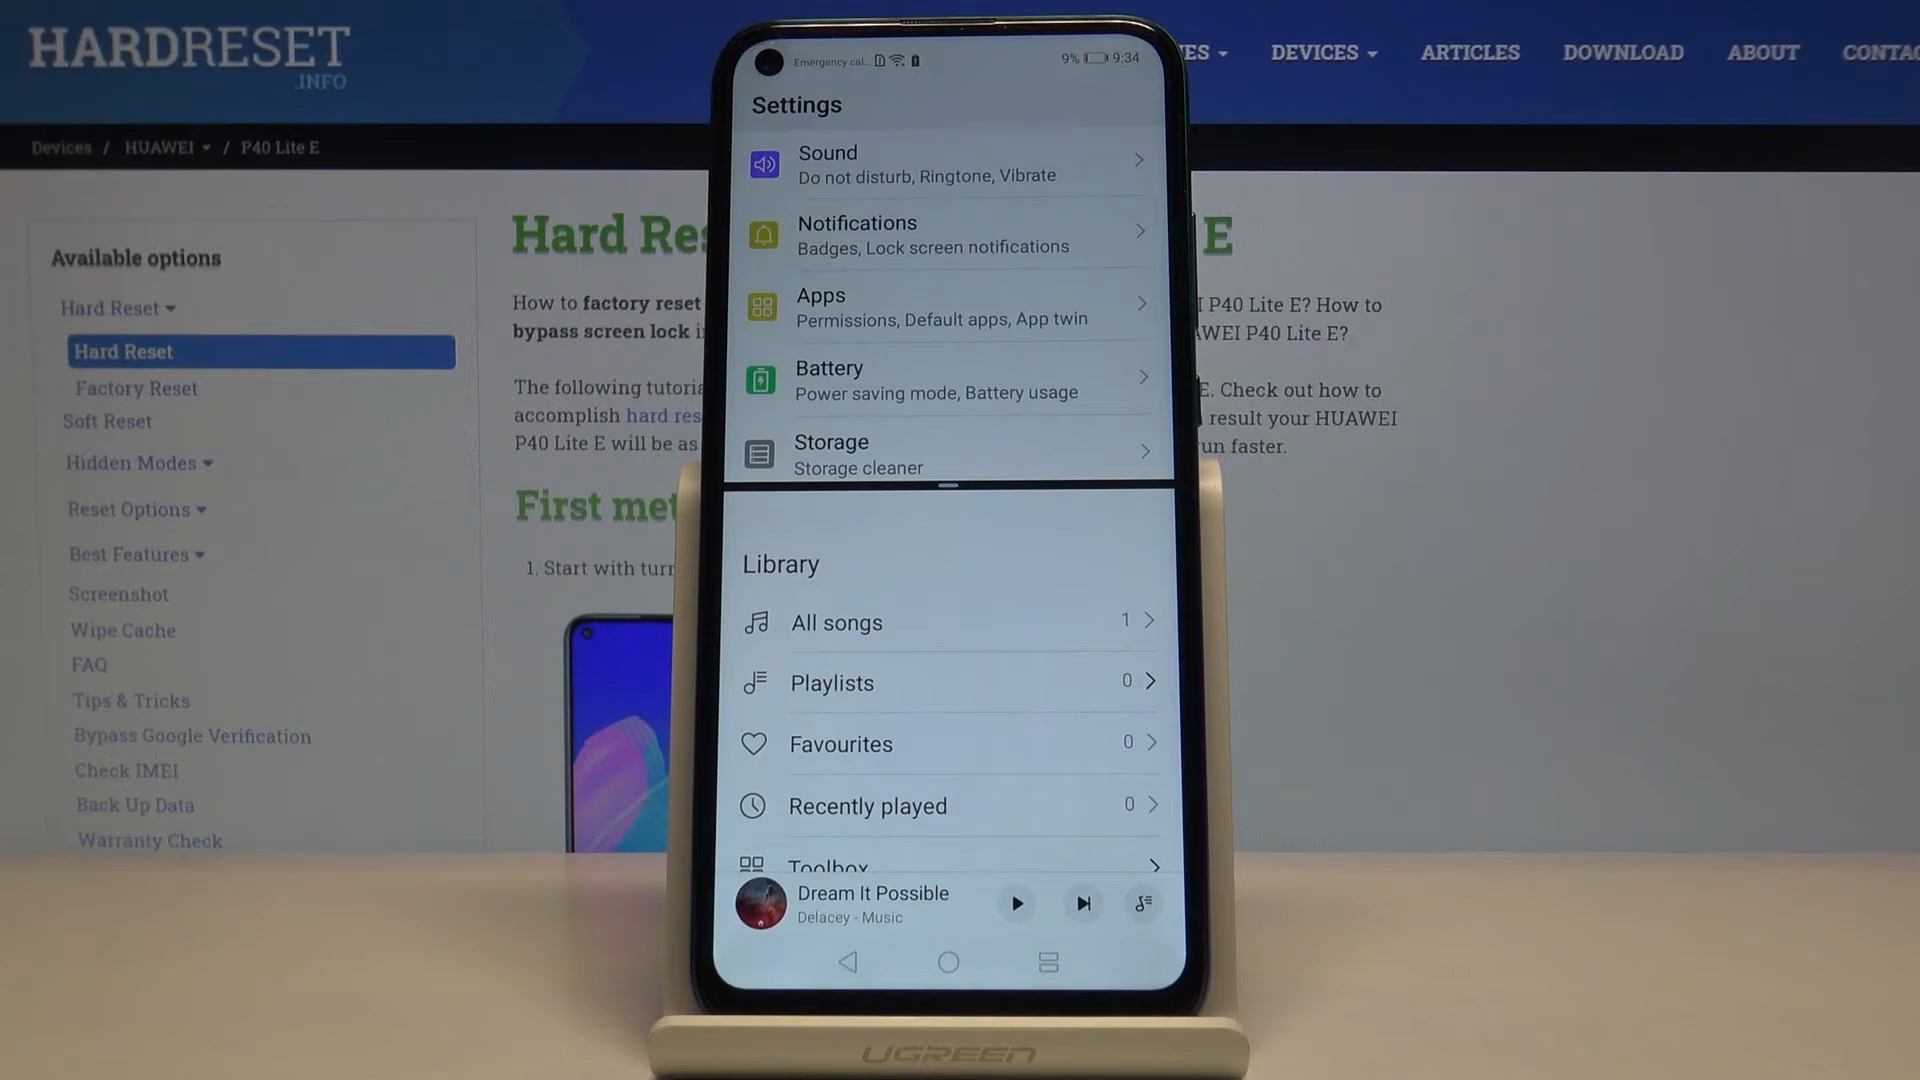 HARDRESET
.INFO
ES
DEVICES
ARTICLES
DOWNLOAD
ABOUT
CONTAC
Devices / HUAWEI / P40 Lite E
Available options
Hard Reset
Hard Reset
Factory Reset
Soft Reset
Hidden Modes
Reset Options
Best Features
Screenshot
Wipe Cache
FAQ
Tips & Tricks
Bypass Google Verification
Check IMEI
Back Up Data
Warranty Check
Hard Res
E
How to factory reset
I P40 Lite E? How to
bypass screen lock i
AWEI P40 Lite E?
The following tutoria
E. Check out how to
accomplish hard res
result your HUAWEI
P40 Lite E will be as
un faster.
First met
1. Start with turn
Emergency cal...
9% 9:34
Settings
Sound
Do not disturb, Ringtone, Vibrate
Notifications
Badges, Lock screen notifications
Apps
Permissions, Default apps, App twin
Battery
Power saving mode, Battery usage
Storage
Storage cleaner
Library
All songs 1
Playlists 0
Favourites 0
Recently played 0
Toolbox
Dream It Possible
Delacey - Music
UGREEN